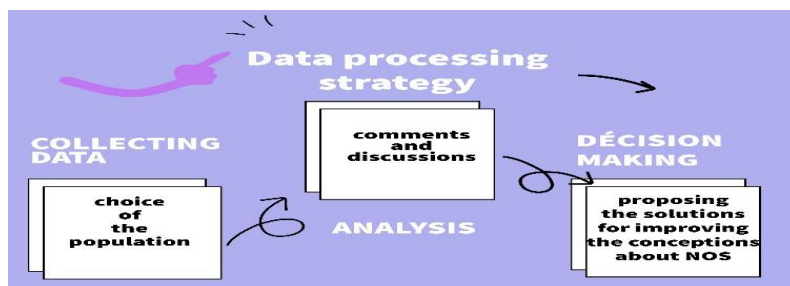 Data processing
strategy
COLLECTING
DATA
choice
of
the
population
comments
and
discussions
ANALYSIS
DÉCISION
MAKING
proposing
the solutions
for improving
the conceptions
about NOS